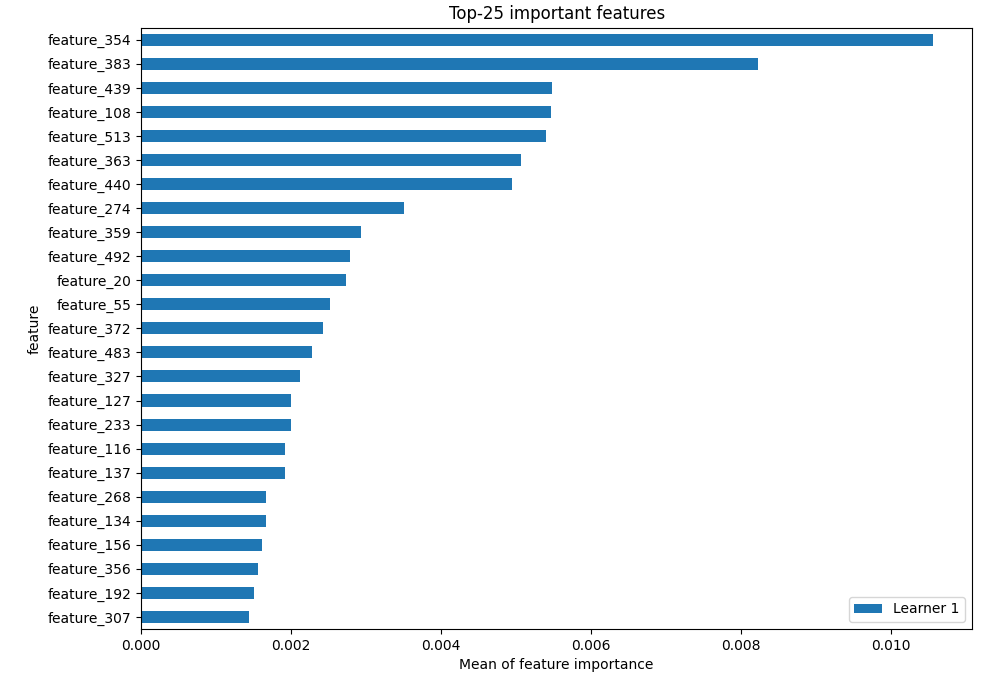 Top-25 important features
feature_354
feature_383
feature_439
feature_108
feature_513
feature_363
feature_440
feature_274
feature_359
feature_492
feature_20
feature_55
feature_372
feature_483
feature_327
feature_127
feature_233
feature_116
feature_137
feature_268
feature_134
feature_156
feature_356
feature_192
feature_307
feature
Learner 1
0.000 0.002 0.004 0.006 0.008 0.010
Mean of feature importance